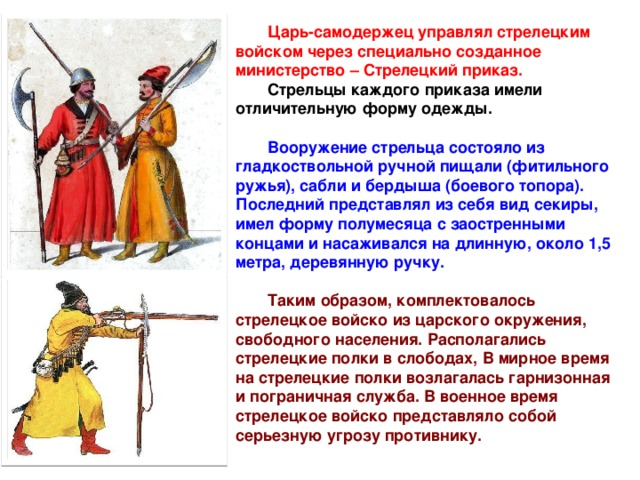 Царь-самодержец управлял стрелецким
войском через специально созданное
министерство – Стрелецкий приказ.
Стрельцы каждого приказа имели
отличительную форму одежды.
Вооружение стрельца состояло из
гладкоствольной ручной пищали (фитильного
ружья), сабли и бердыша (боевого топора).
Последний представлял из себя вид секиры,
имел форму полумесяца с заостренными
концами и насаживался на длинную, около 1,5
метра, деревянную ручку.
Таким образом, комплектовалось
стрелецкое войско из царского окружения,
свободного населения. Располагались
стрелецкие полки в слободах, В мирное время
на стрелецкие полки возлагалась гарнизонная
и пограничная служба. В военное время
стрелецкое войско представляло собой
серьезную угрозу противнику.